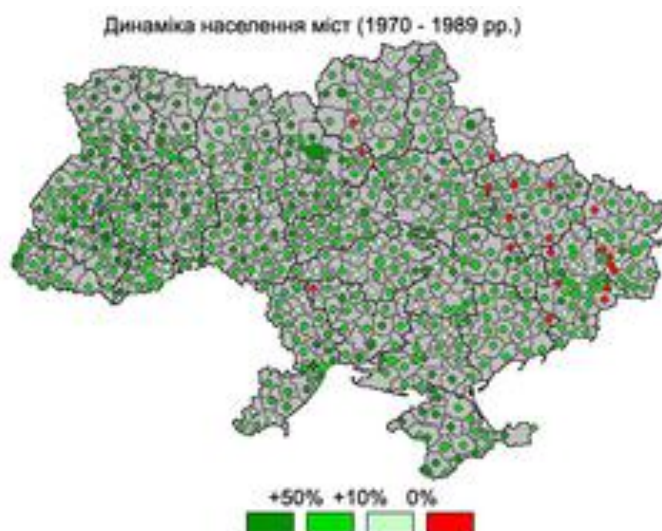 Динаміка населення міст (1970 - 1989 рр.)
+50% +10% 0%